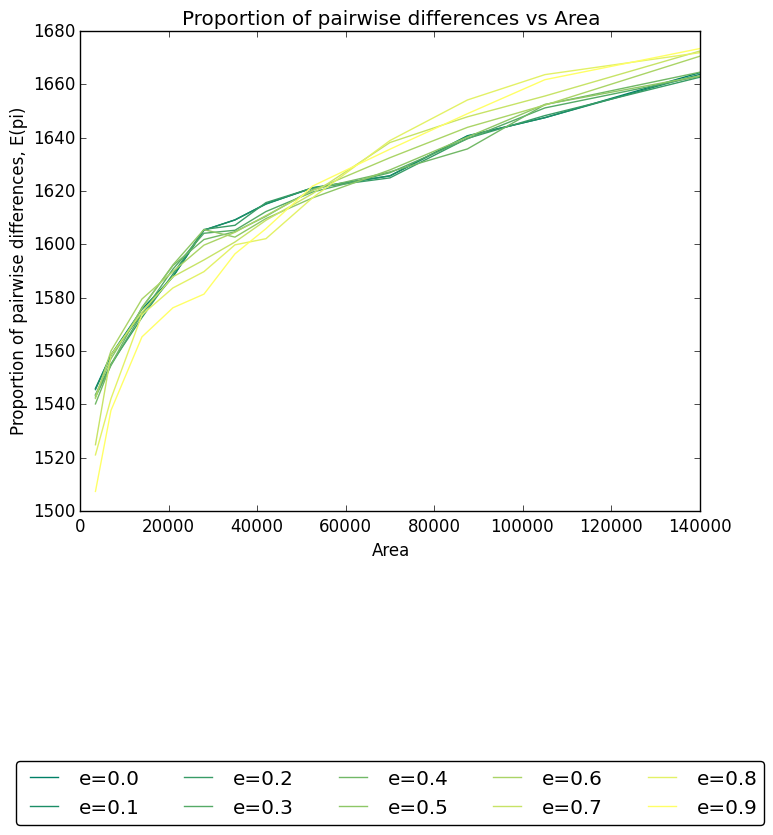 Proportion of pairwise differences vs Area
Proportion of pairwise differences, E(pi)
1680
1660
1640
1620
1600
1580
1560
1540
1520
1500
0 20000 40000 60000 80000 100000 120000 140000
Area
e=0.0 e=0.2 e=0.4 e=0.6 e=0.8
e=0.1 e=0.3 e=0.5 e=0.7 e=0.9